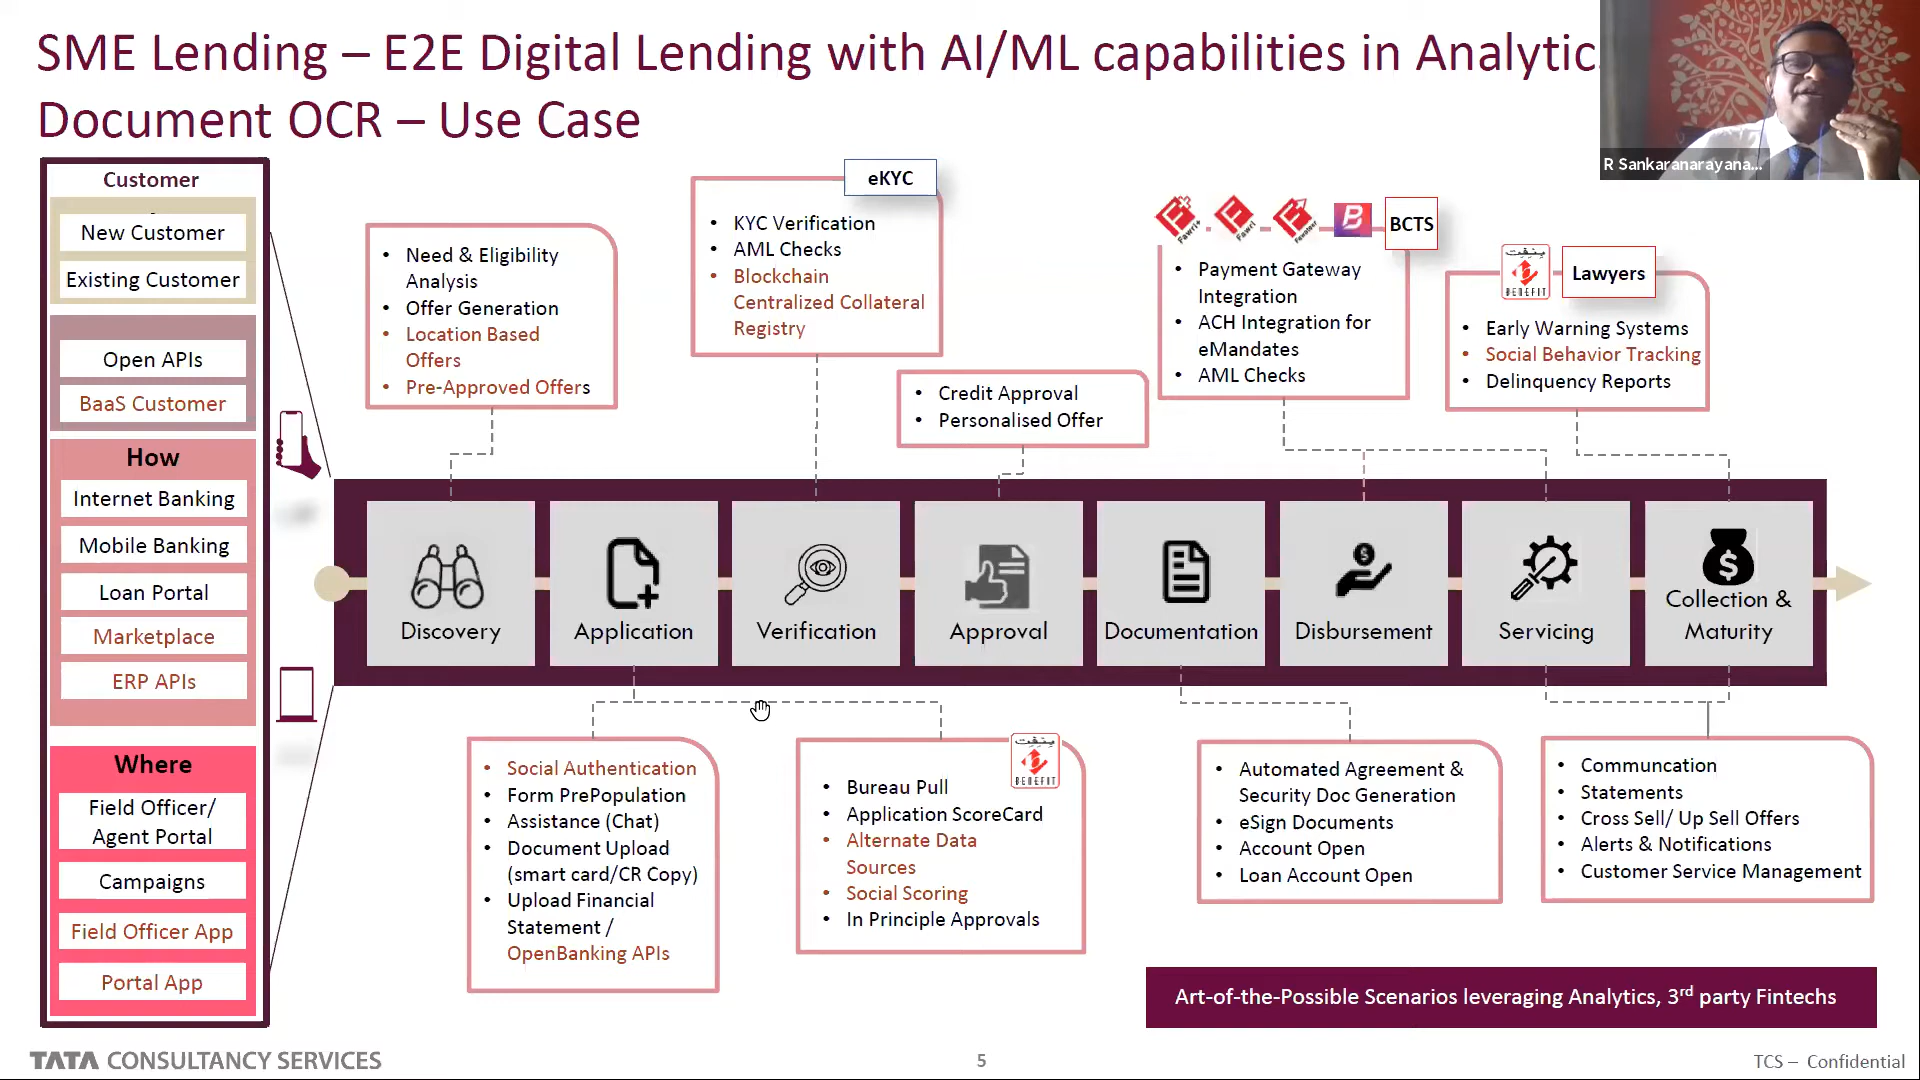 SME Lending – E2E Digital Lending with AI/ML capabilities in Analytic
Document OCR – Use Case
R Sankaranarayana...
Customer
New Customer
Existing Customer
Open APIs
BaaS Customer
How
Internet Banking
Mobile Banking
Loan Portal
Marketplace
ERP APIs
Where
Field Officer/
Agent Portal
Campaigns
Field Officer App
Portal App
• Need & Eligibility
Analysis
• Offer Generation
• Location Based
Offers
• Pre-Approved Offers
eKYC
• KYC Verification
• AML Checks
• Blockchain
Centralized Collateral
Registry
• Credit Approval
• Personalised Offer
Fawri+
Fawri
Fawateer
B
BCTS
• Payment Gateway
Integration
• ACH Integration for
eMandates
• AML Checks
بنفت
BENEFIT
Lawyers
• Early Warning Systems
• Social Behavior Tracking
• Delinquency Reports
Discovery
Application
Verification
Approval
Documentation
Disbursement
Servicing
Collection &
Maturity
• Social Authentication
• Form PrePopulation
• Assistance (Chat)
• Document Upload
(smart card/CR Copy)
• Upload Financial
Statement /
OpenBanking APIs
بنفت
BENEFIT
• Bureau Pull
• Application ScoreCard
• Alternate Data
Sources
• Social Scoring
• In Principle Approvals
• Automated Agreement &
Security Doc Generation
• eSign Documents
• Account Open
• Loan Account Open
• Communcation
• Statements
• Cross Sell/ Up Sell Offers
• Alerts & Notifications
• Customer Service Management
Art-of-the-Possible Scenarios leveraging Analytics, 3rd party Fintechs
TATA CONSULTANCY SERVICES
5
TCS – Confidential